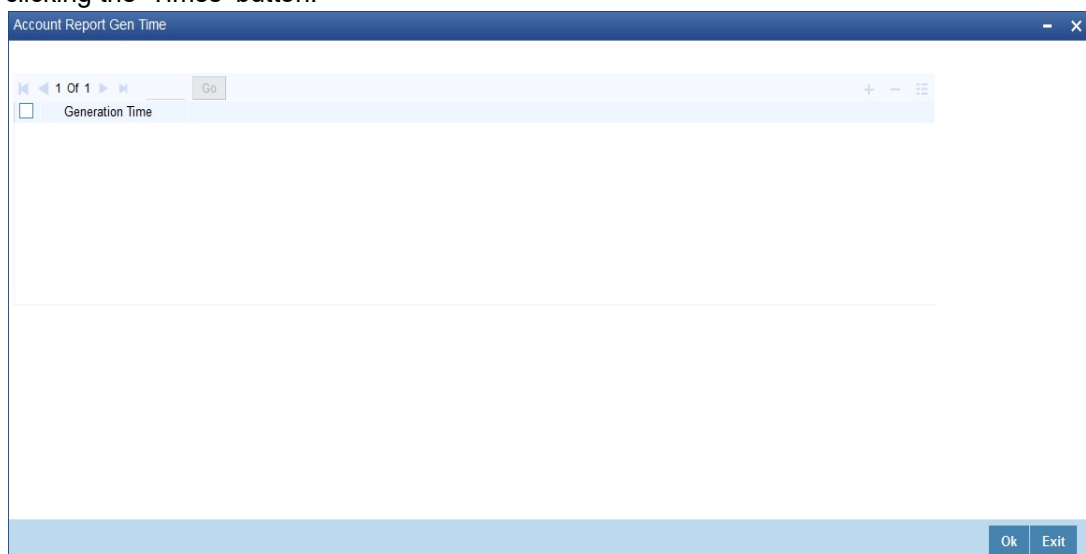 clicking the 'Times' button.
Account Report Gen Time
1 Of 1 Go
Generation Time
Ok Exit